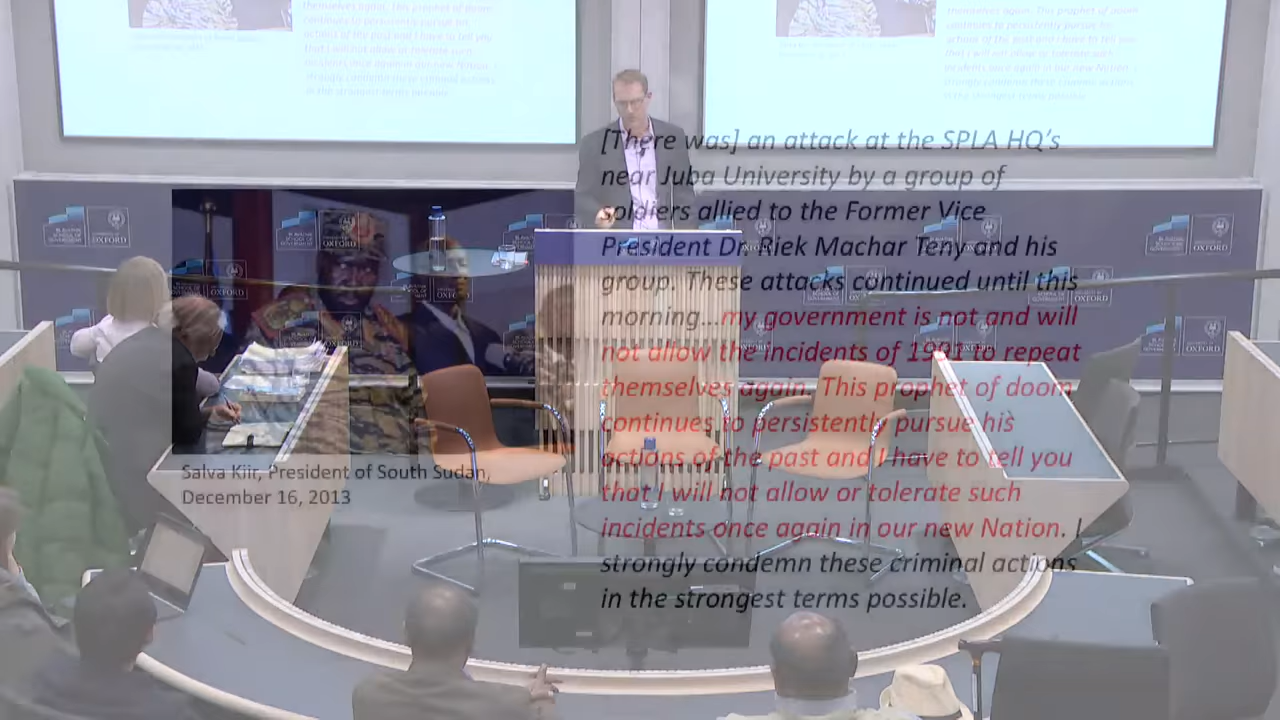 [There was] an attack at the SPLA HQ's
near Juba University by a group of
soldiers allied to the Former Vice
President Dr. Riek Machar Teny and his
group. These attacks continued until this
morning…my government is not and will
not allow the incidents of 1991 to repeat
themselves again. This prophet of doom
continues to persistently pursue his
actions of the past and I have to tell you
that I will not allow or tolerate such
incidents once again in our new Nation. I
strongly condemn these criminal actions
in the strongest terms possible.
Salva Kiir, President of South Sudan,
December 16, 2013